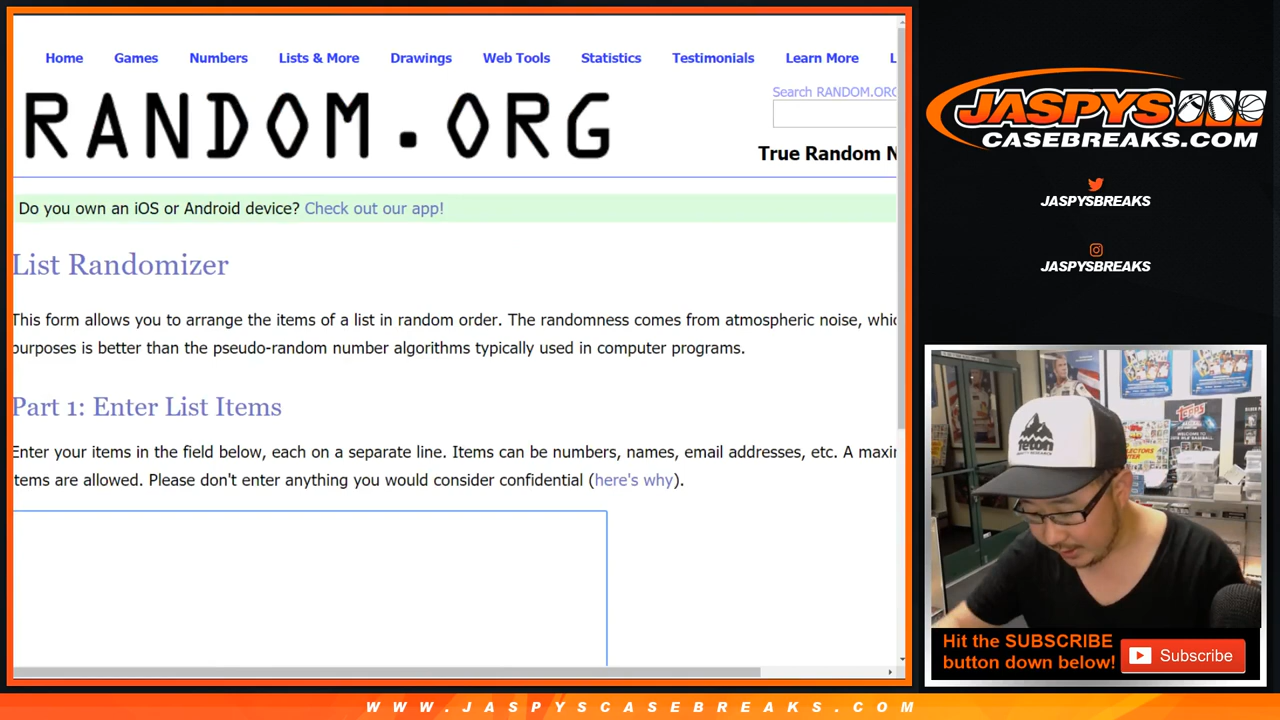 Home Games Numbers Lists & More Drawings Web Tools Statistics Testimonials Learn More L
Search RANDOM.ORG
RANDOM.ORG
True Random N
Do you own an iOS or Android device? Check out our app!
List Randomizer
This form allows you to arrange the items of a list in random order. The randomness comes from atmospheric noise, whic
purposes is better than the pseudo-random number algorithms typically used in computer programs.
Part 1: Enter List Items
Enter your items in the field below, each on a separate line. Items can be numbers, names, email addresses, etc. A maxin
items are allowed. Please don't enter anything you would consider confidential (here's why).
JASPYS
CASEBREAKS.COM
JASPYSBREAKS
JASPYSBREAKS
TOPPS
WELCOME TO
Hit the SUBSCRIBE
button down below!
Subscribe
WWW.JASPYSCASEBREAKS.COM